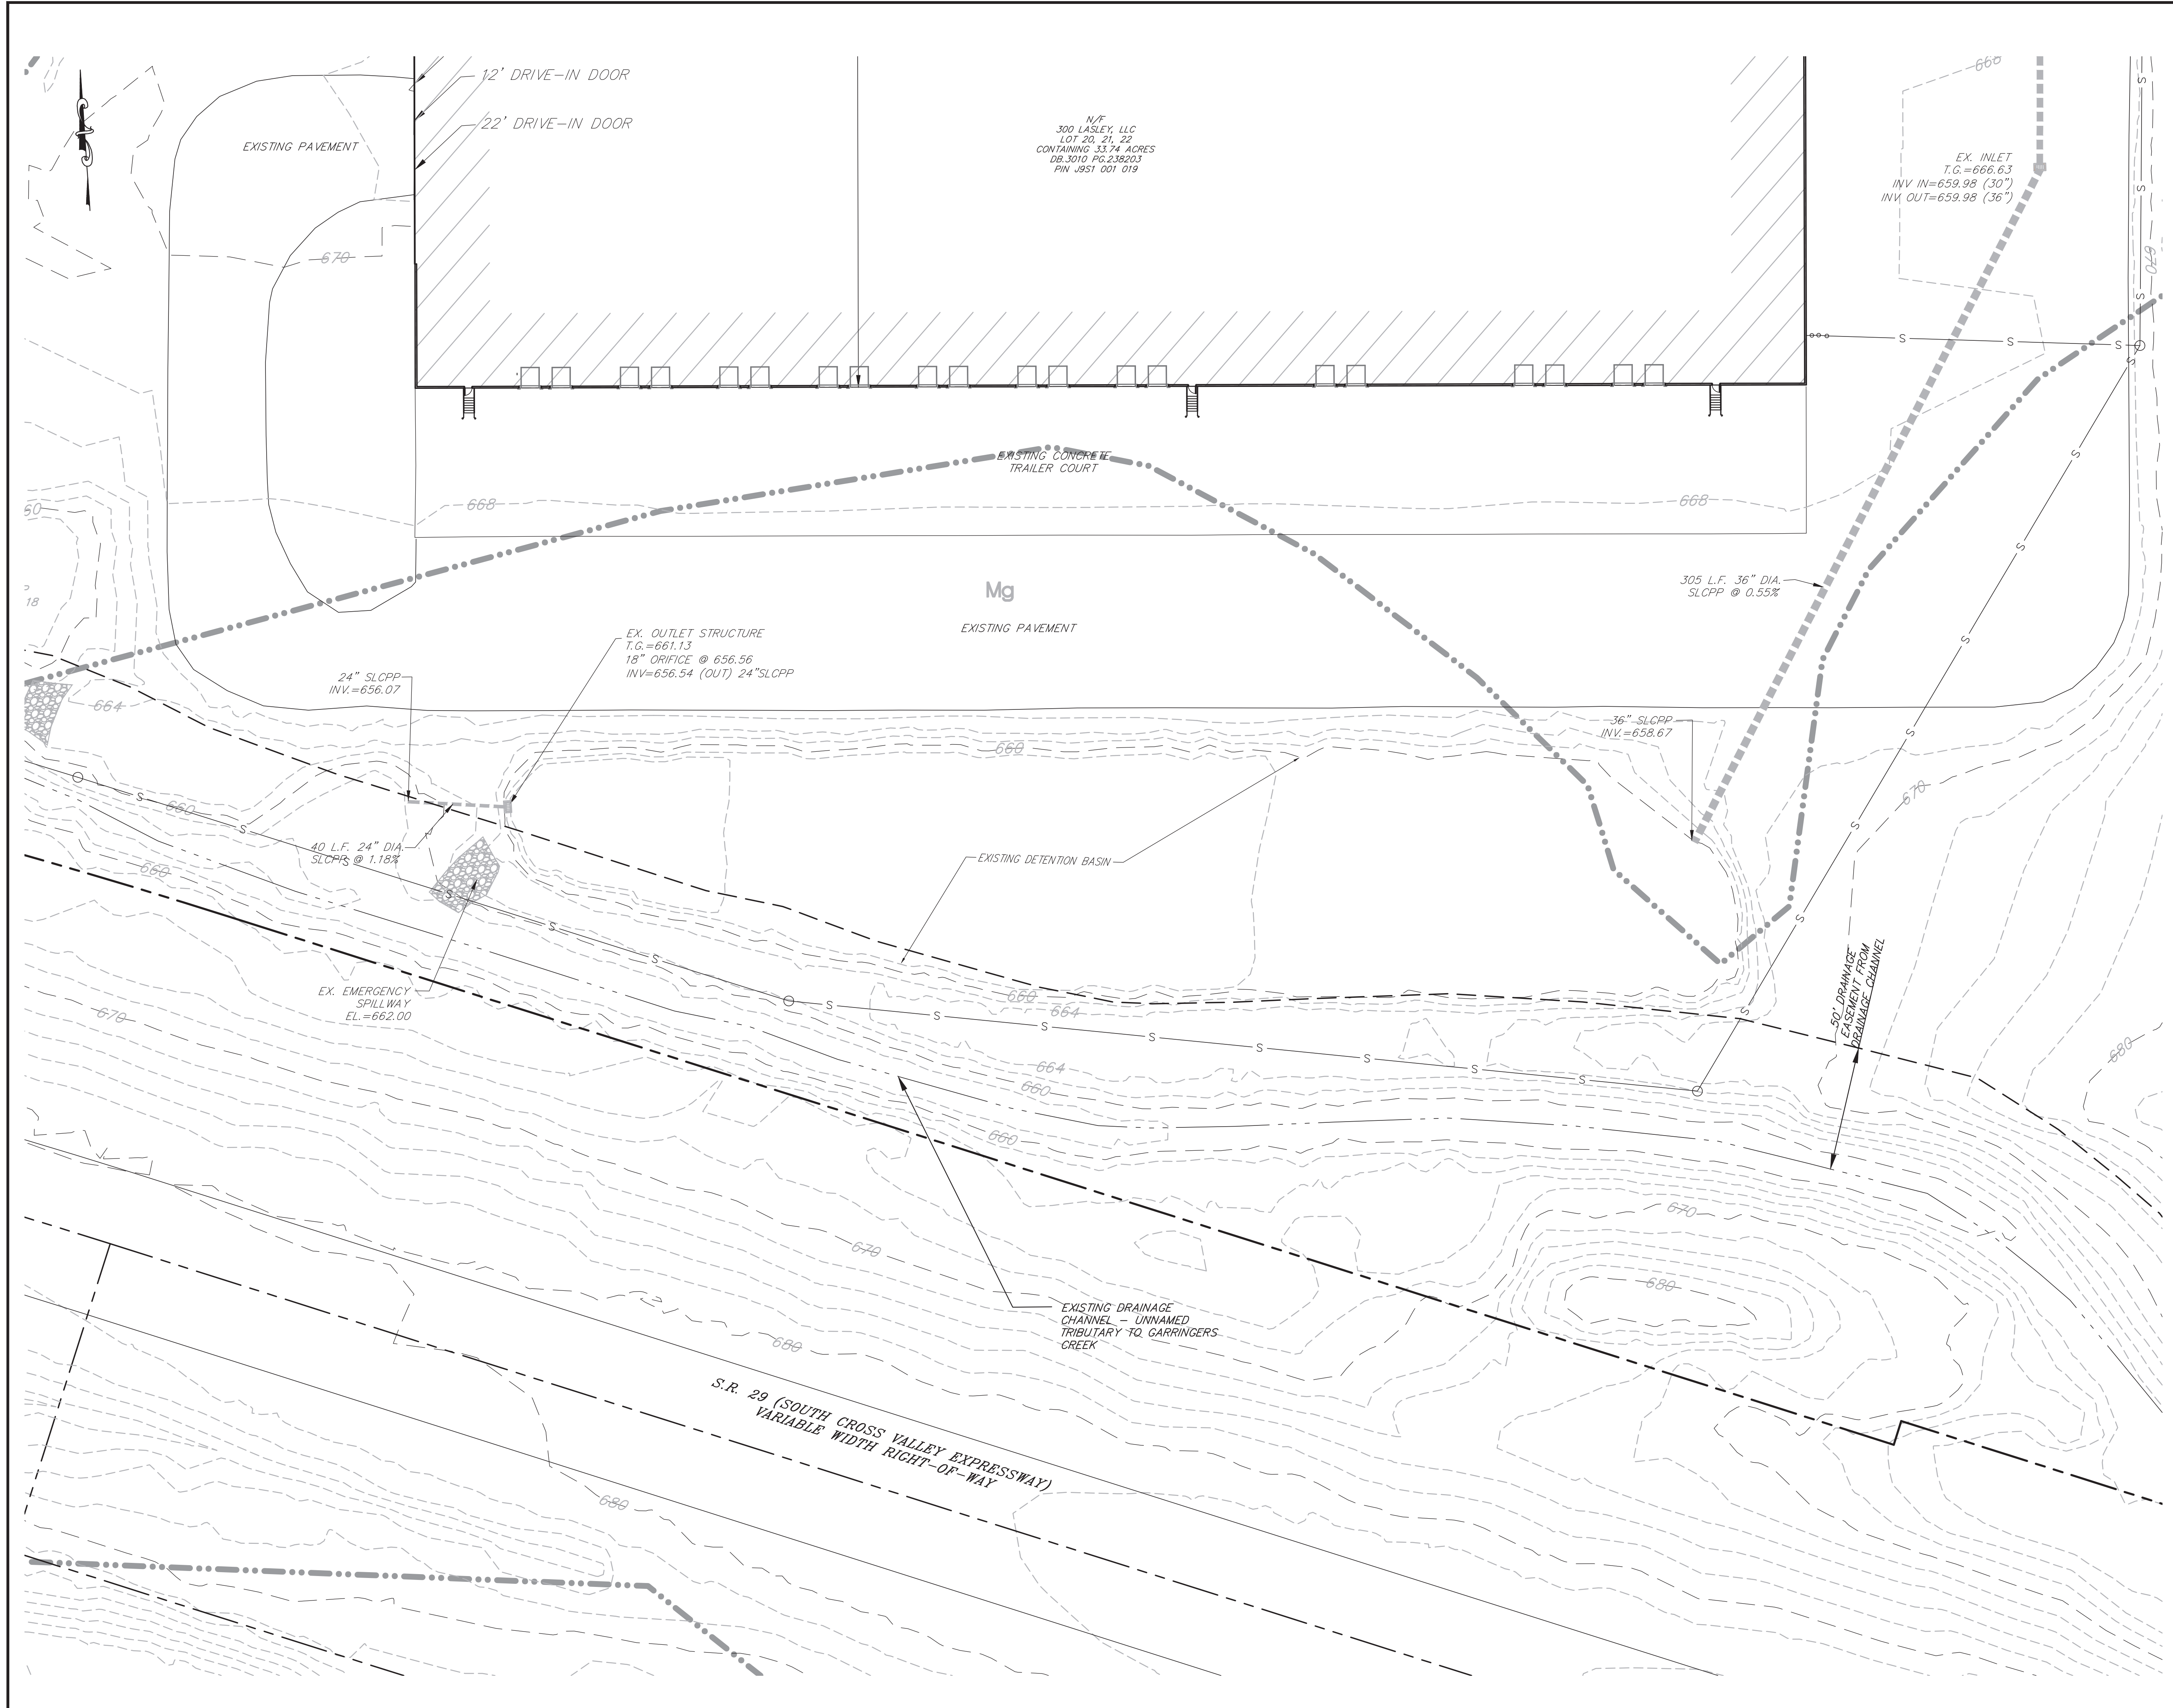 12' DRIVE-IN DOOR
22' DRIVE-IN DOOR
EXISTING PAVEMENT
N/F
300 LASLEY, LLC
LOT 20, 21, 22
CONTAINING 33.74 ACRES
DB.3010 PG.238203
PIN J9S1 001 019
668
EX. INLET
T.G.=666.63
INV IN=659.98 (30")
INV OUT=659.98 (36")
S
S
S
670
670
S
S
S
S
S
EXISTING CONCRETE
TRAILER COURT
S
668
668
60
S
18
Mg
305 L.F. 36" DIA.
SLCPP @ 0.55%
EXISTING PAVEMENT
S
EX. OUTLET STRUCTURE
T.G.=661.13
18" ORIFICE @ 656.56
INV=656.54 (OUT) 24"SLCPP
24" SLCPP
INV.=656.07
664
36" SLCPP
INV.=658.67
S
660
670
S
660
S
S
40 L.F. 24" DIA.
SLCPP @ 1.18%
S
EXISTING DETENTION BASIN
660
S
S
S
S
50' DRAINAGE
EASEMENT FROM
DRAINAGE CHANNEL
EX. EMERGENCY
SPILLWAY
EL.=662.00
660
664
S
S
S
S
S
S
S
S
S
670
680
664
660
660
670
670
680
EXISTING DRAINAGE
CHANNEL – UNNAMED
TRIBUTARY TO GARRINGERS
CREEK
680
S.R. 29 (SOUTH CROSS VALLEY EXPRESSWAY)
VARIABLE WIDTH RIGHT-OF-WAY
680